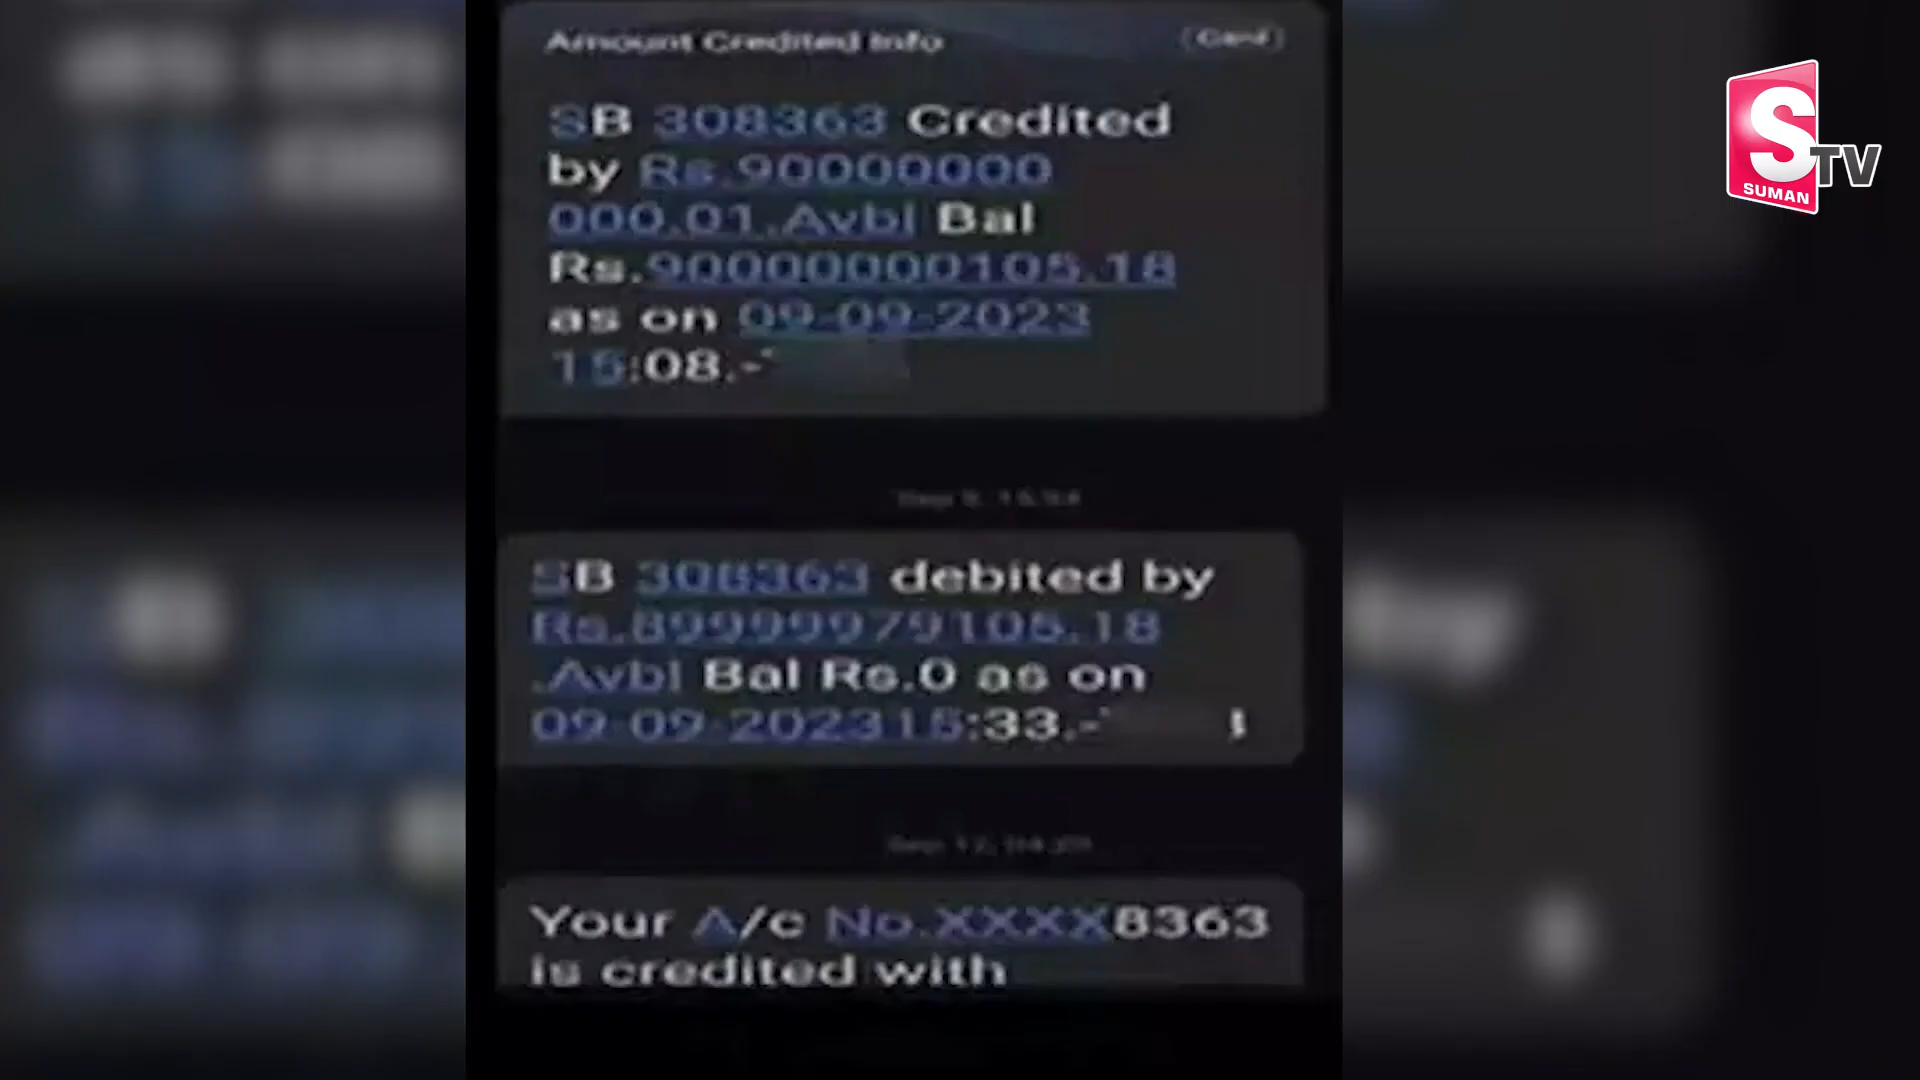 Amount Credited Info
(Card)
SB 308363 Credited
by Rs.90000000
000.01.Avbl Bal
Rs.900000000105.18
as on 09-09-2023
15:08.-
SB 308363 debited by
Rs.89999979105.18
.Avbl Bal Rs.0 as on
09-09-202315:33.-
Your A/c No.XXXX8363
is credited with
S
TV
SUMAN